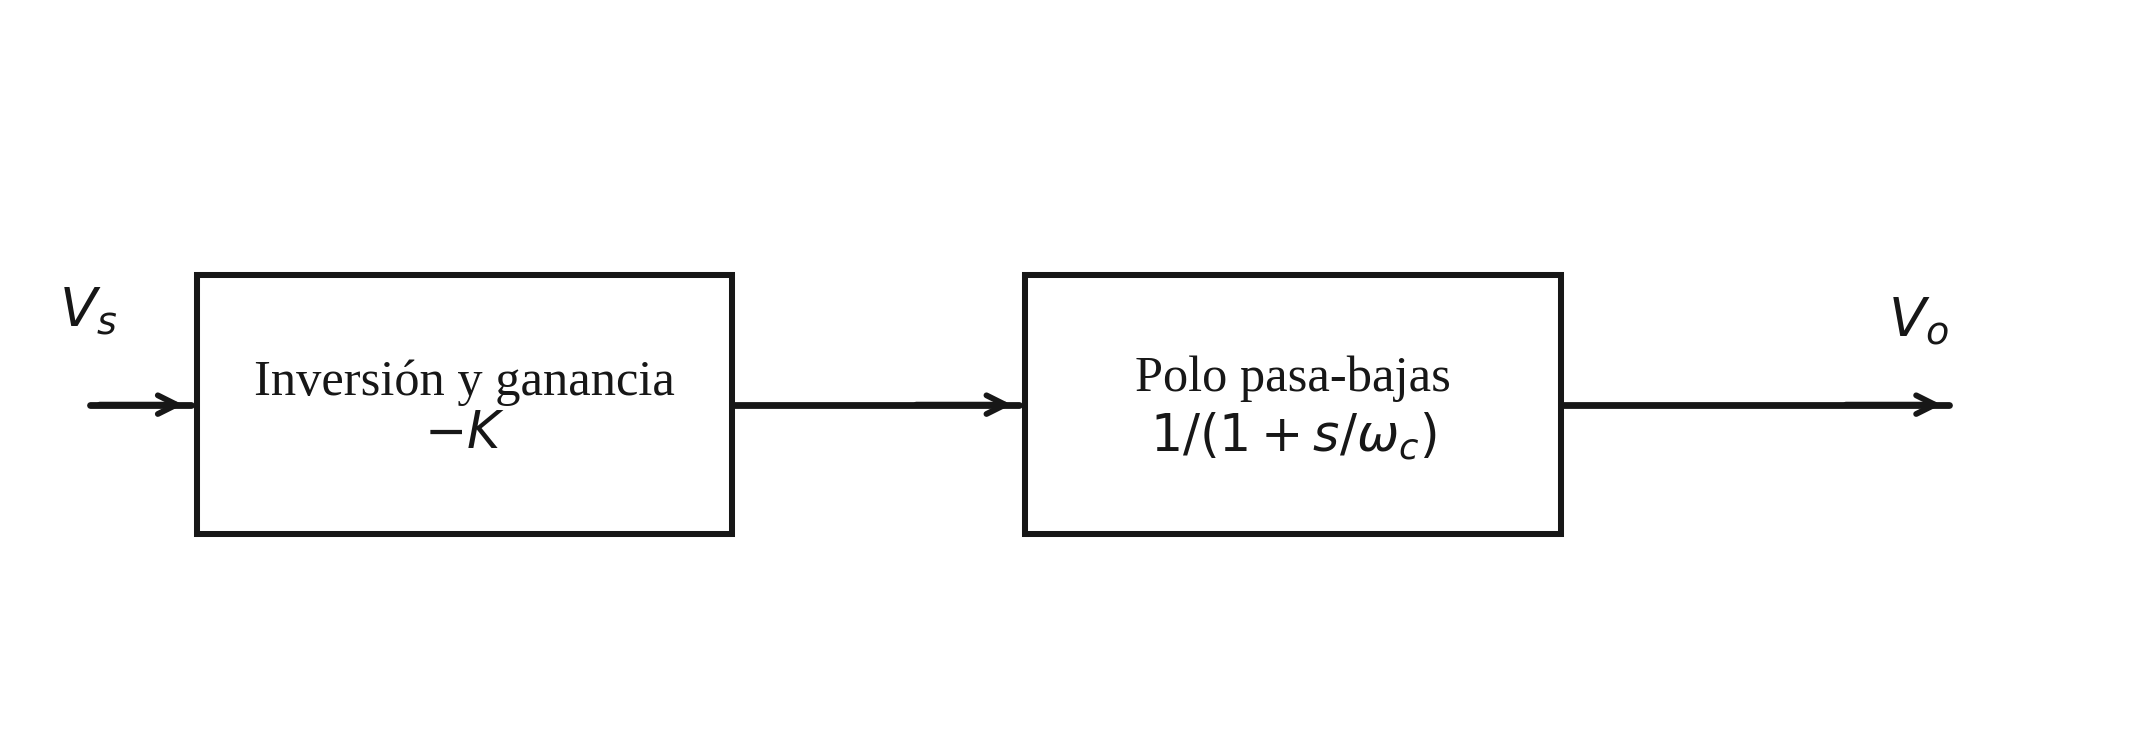 V_s
Inversión y ganancia
−K
Polo pasa-bajas
1/(1 + s/ω_c)
V_o